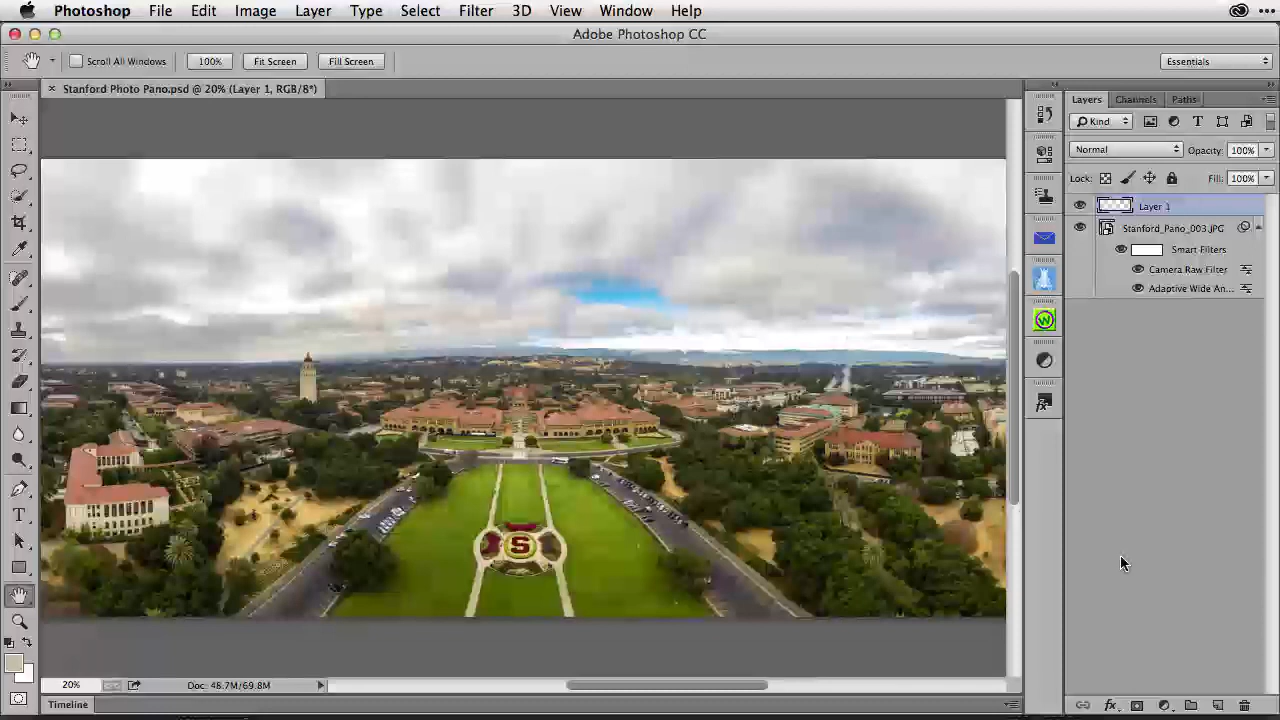 Photoshop File Edit Image Layer Type Select Filter 3D View Window Help
Adobe Photoshop CC
Scroll All Windows 100% Fit Screen Fill Screen Essentials
× Stanford Photo Pano.psd @ 20% (Layer 1, RGB/8*)
Layers Channels Paths
Kind T
Normal Opacity: 100%
Lock: Fill: 100%
Layer 1
Stanford_Pano_003.JPG
Smart Filters
Camera Raw Filter
Adaptive Wide An...
W
fx
S
T
20% Doc: 48.7M/69.8M
fx
Timeline